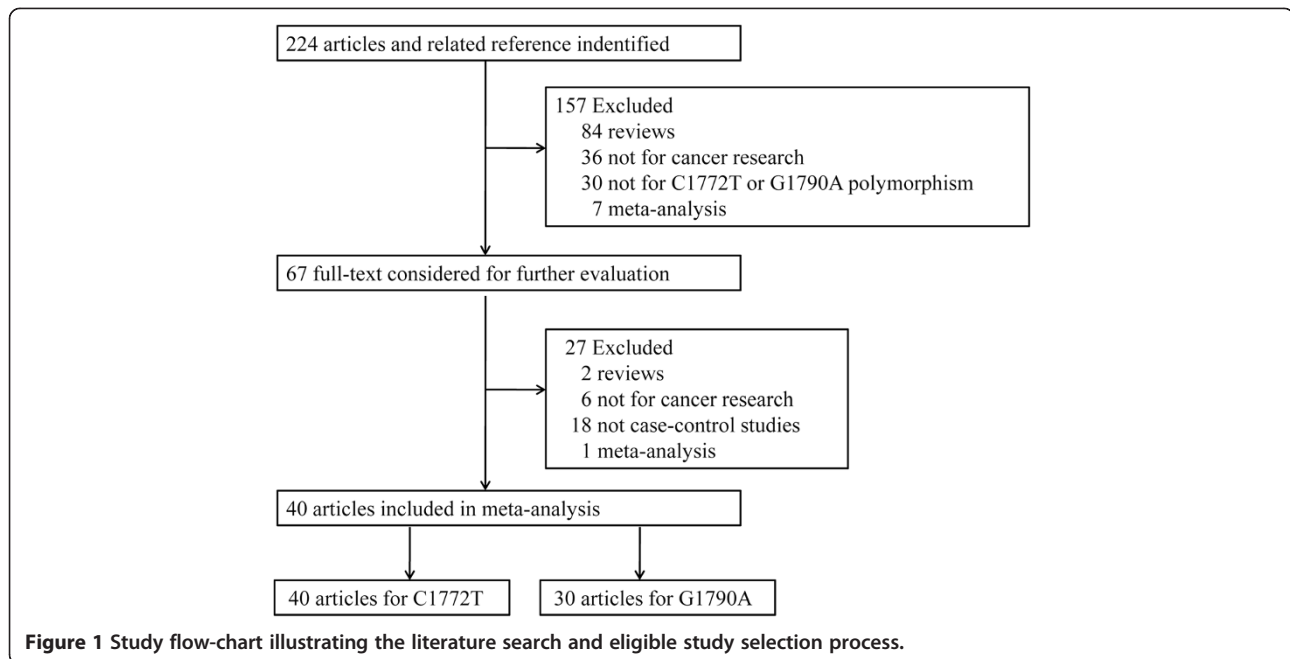 224 articles and related reference indentified
157 Excluded
84 reviews
36 not for cancer research
30 not for C1772T or G1790A polymorphism
7 meta-analysis
67 full-text considered for further evaluation
27 Excluded
2 reviews
6 not for cancer research
18 not case-control studies
1 meta-analysis
40 articles included in meta-analysis
40 articles for C1772T
30 articles for G1790A
Figure 1 Study flow-chart illustrating the literature search and eligible study selection process.